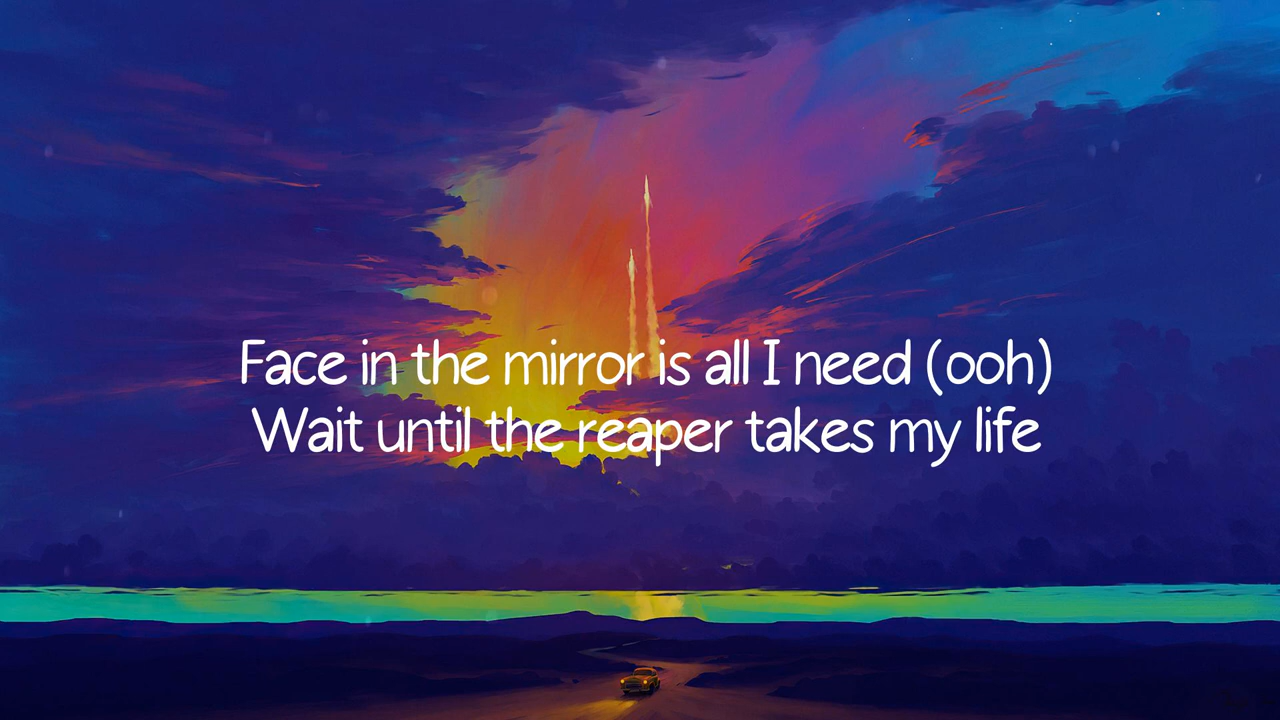 Face in the mirror is all I need (ooh)
Wait until the reaper takes my life